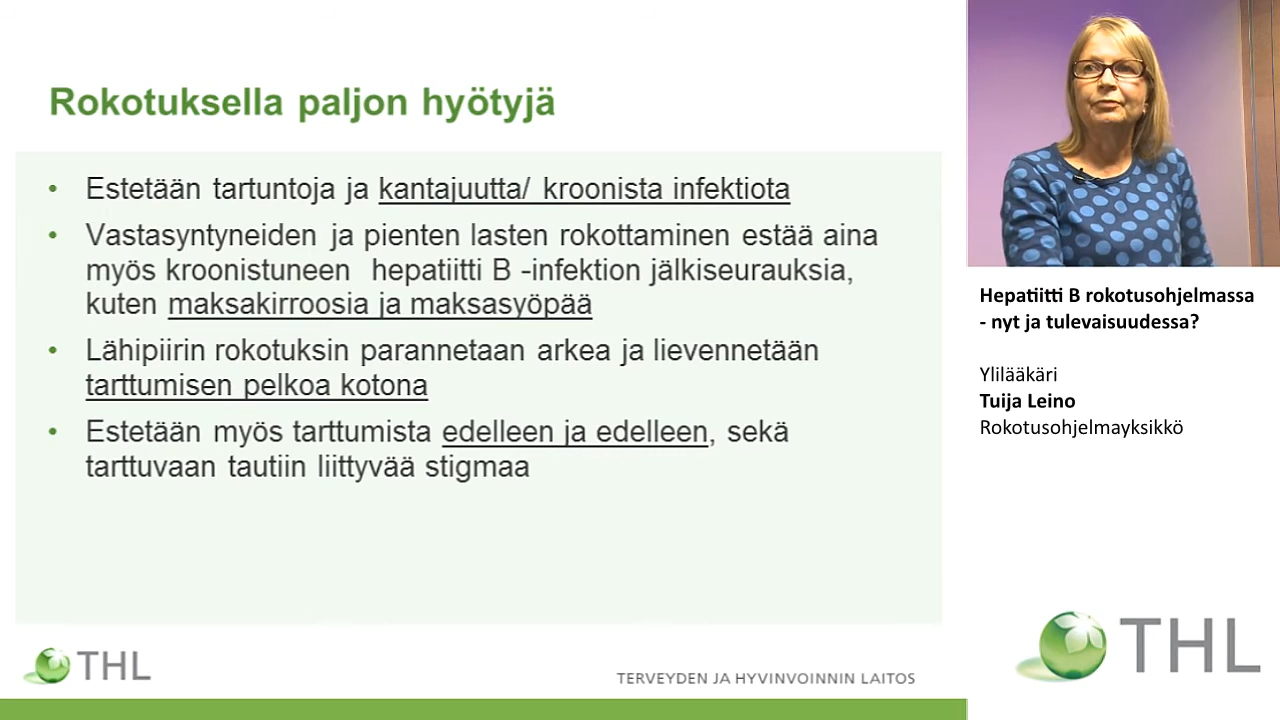 Rokotuksella paljon hyötyjä
• Estetään tartuntoja ja kantajuutta/ kroonista infektiota
• Vastasyntyneiden ja pienten lasten rokottaminen estää aina
myös kroonistuneen hepatiitti B -infektion jälkiseurauksia,
kuten maksakirroosia ja maksasyöpää
• Lähipiirin rokotuksin parannetaan arkea ja lievennetään
tarttumisen pelkoa kotona
• Estetään myös tarttumista edelleen ja edelleen, sekä
tarttuvaan tautiin liittyvää stigmaa
THL
TERVEYDEN JA HYVINVOINNIN LAITOS
Hepatiitti B rokotusohjelmassa
- nyt ja tulevaisuudessa?
Ylilääkäri
Tuija Leino
Rokotusohjelmayksikkö
THL